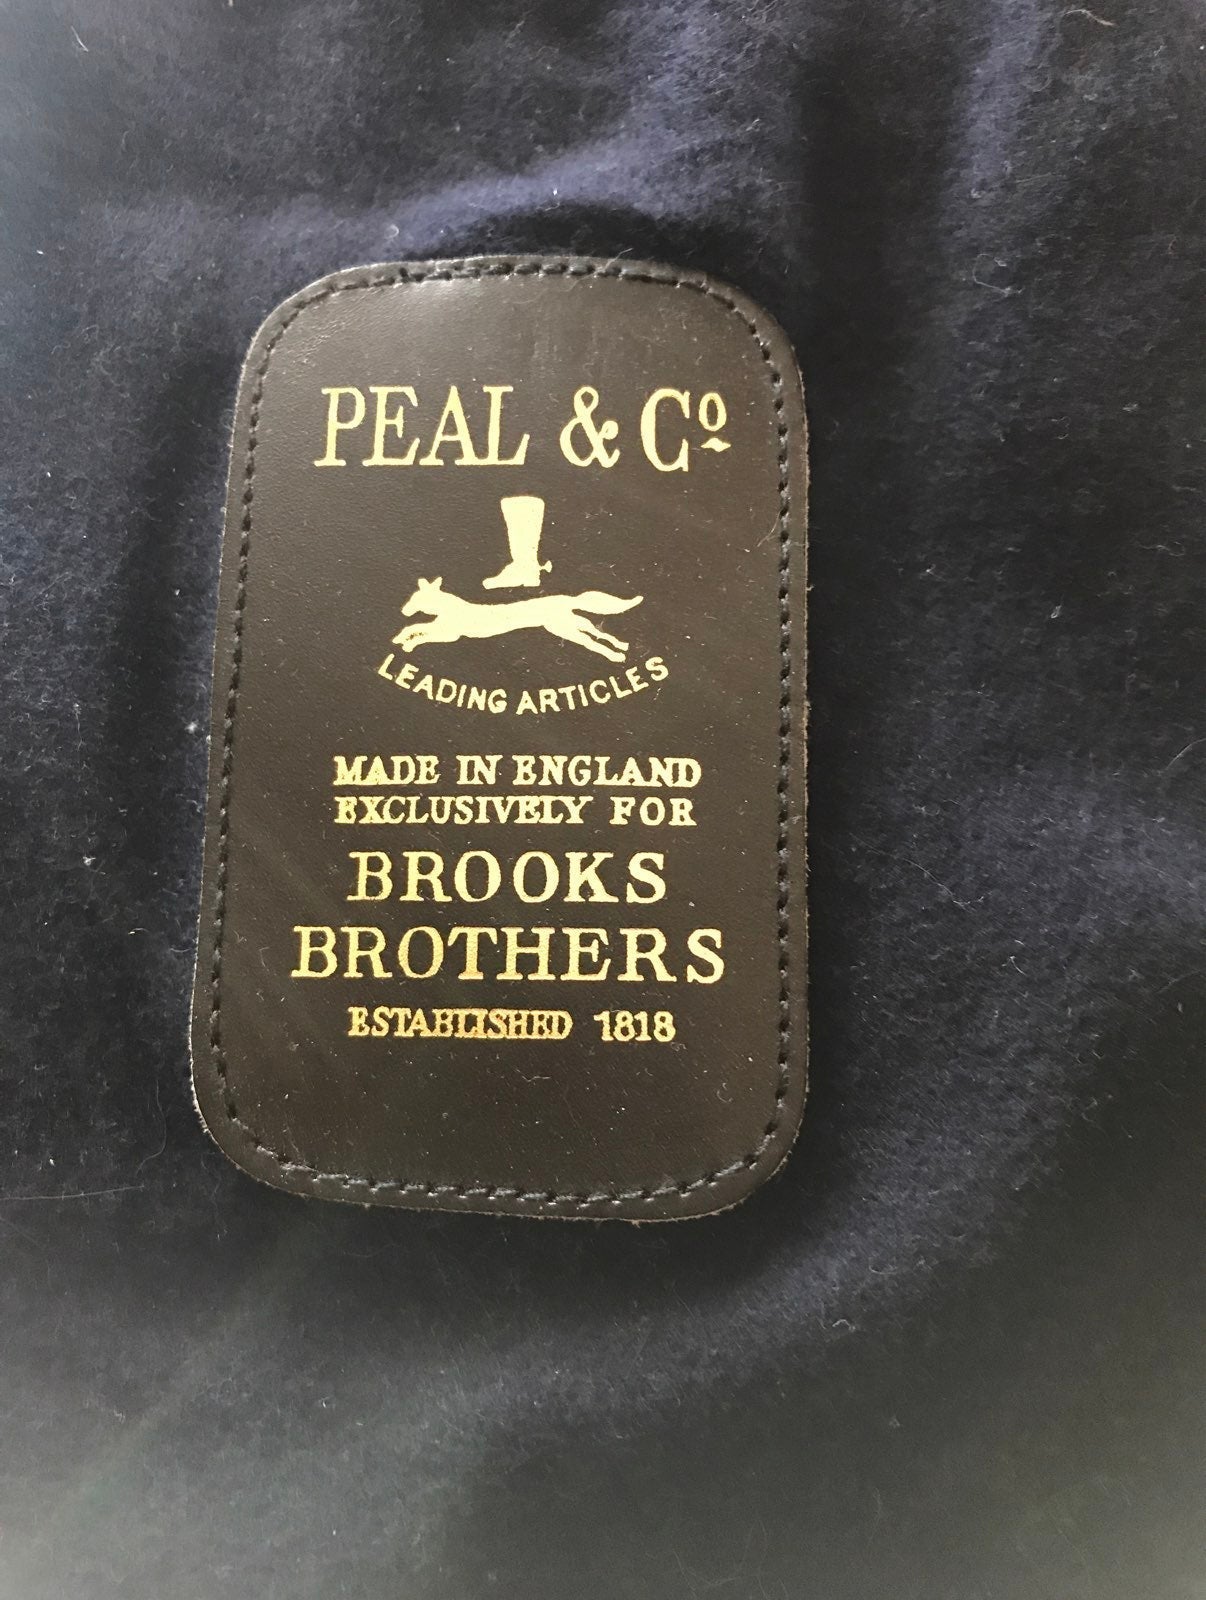 PEAL & Cº
LEADING ARTICLES
MADE IN ENGLAND
EXCLUSIVELY FOR
BROOKS
BROTHERS
ESTABLISHED 1818